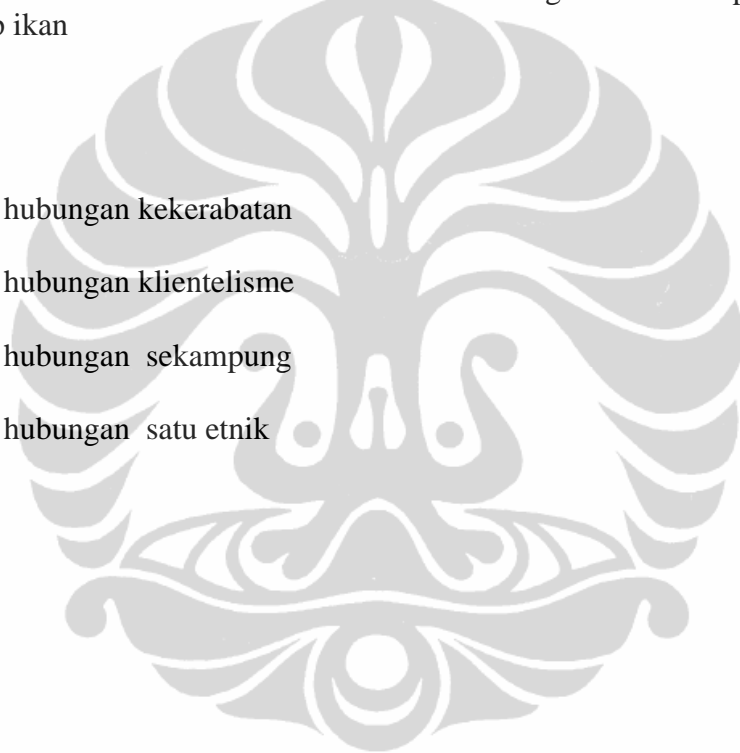 ikan
hubungan kekerabatan
hubungan klientelisme
hubungan sekampung
hubungan satu etnik